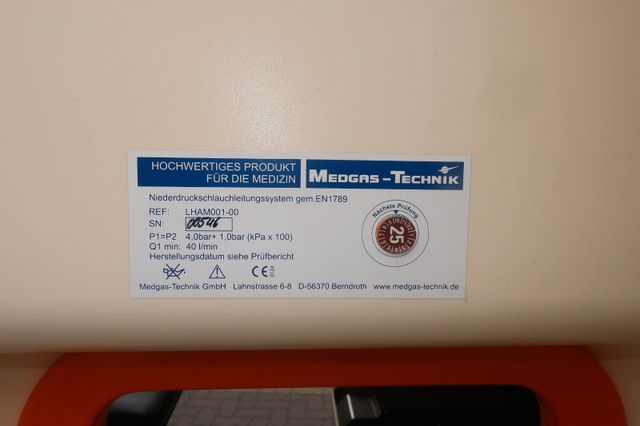 HOCHWERTIGES PRODUKT
FÜR DIE MEDIZIN
MEDGAS-TECHNIK
Niederdruckschlauchleitungssystem gem.EN1789
REF: LHAM001-00
SN: 00546
P1=P2 4,0bar+ 1,0bar (kPa x 100)
Q1 min: 40 l/min
Herstellungsdatum siehe Prüfbericht
Nächste Prüfung
25
CE 0124
Medgas-Technik GmbH Lahnstrasse 6-8 D-56370 Berndroth www.medgas-technik.de